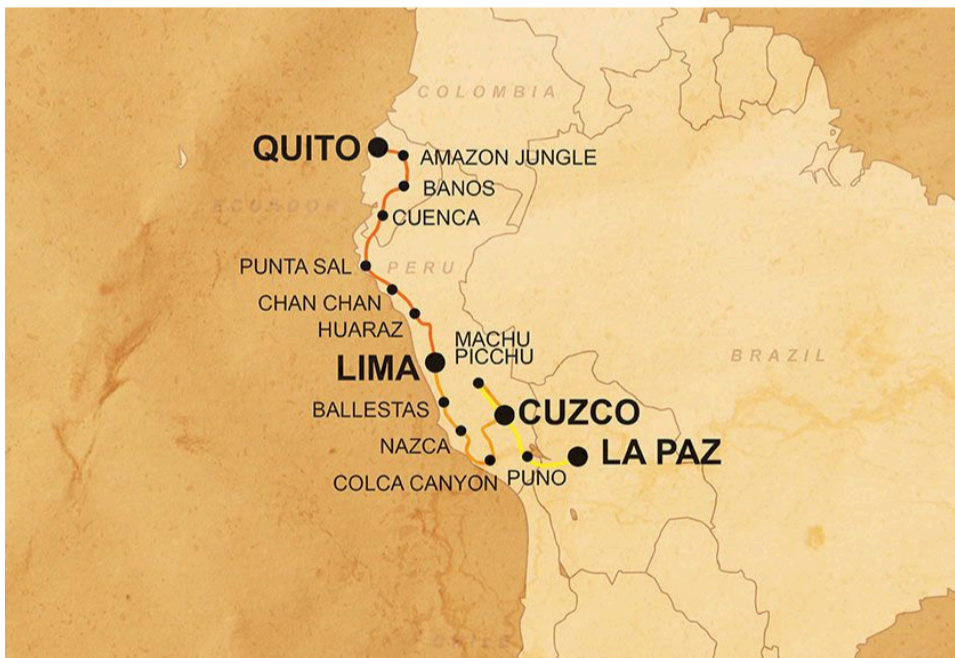 COLOMBIA
QUITO
AMAZON JUNGLE
BANOS
ECUADOR
CUENCA
PUNTA SAL
PERU
CHAN CHAN
HUARAZ
MACHU
PICCHU
BRAZIL
LIMA
BALLESTAS
CUZCO
NAZCA
LA PAZ
COLCA CANYON
PUNO
CHILE